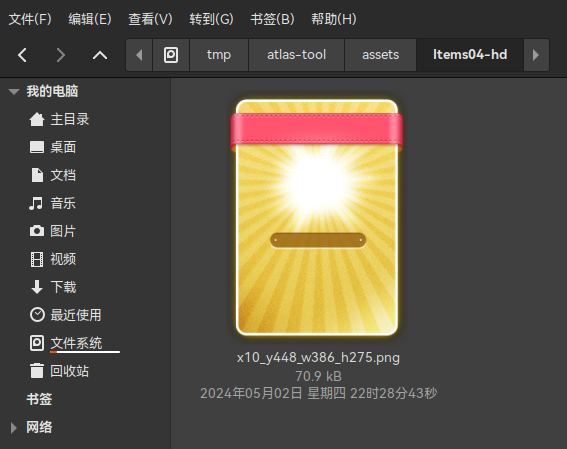 文件(F) 编辑(E) 查看(V) 转到(G) 书签(B) 帮助(H)
tmp atlas-tool assets Items04-hd
我的电脑
主目录
桌面
文档
音乐
图片
视频
下载
最近使用
文件系统
回收站
书签
网络
x10_y448_w386_h275.png
70.9 kB
2024年05月02日 星期四 22时28分43秒